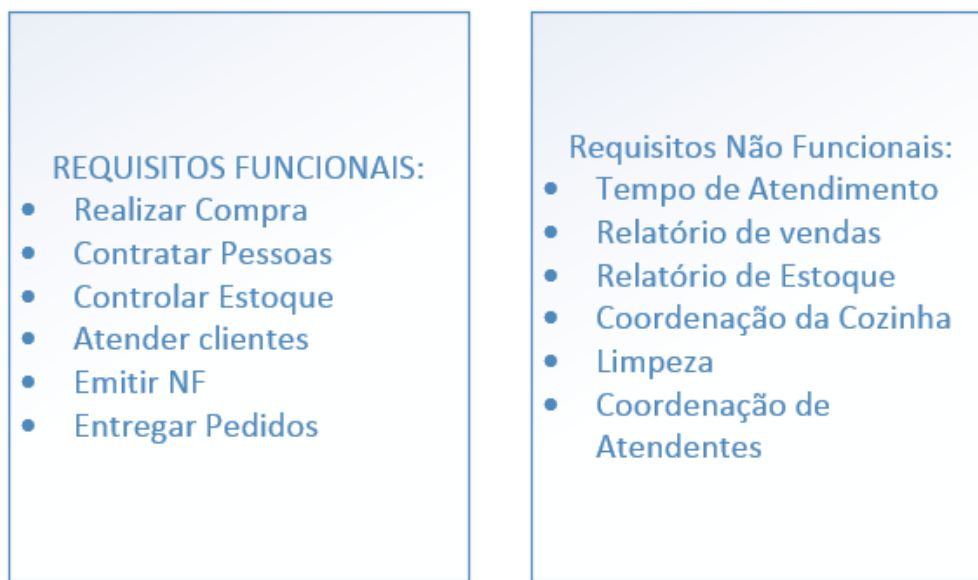 REQUISITOS FUNCIONAIS:
• Realizar Compra
• Contratar Pessoas
• Controlar Estoque
• Atender clientes
• Emitir NF
• Entregar Pedidos
Requisitos Não Funcionais:
• Tempo de Atendimento
• Relatório de vendas
• Relatório de Estoque
• Coordenação da Cozinha
• Limpeza
• Coordenação de
Atendentes